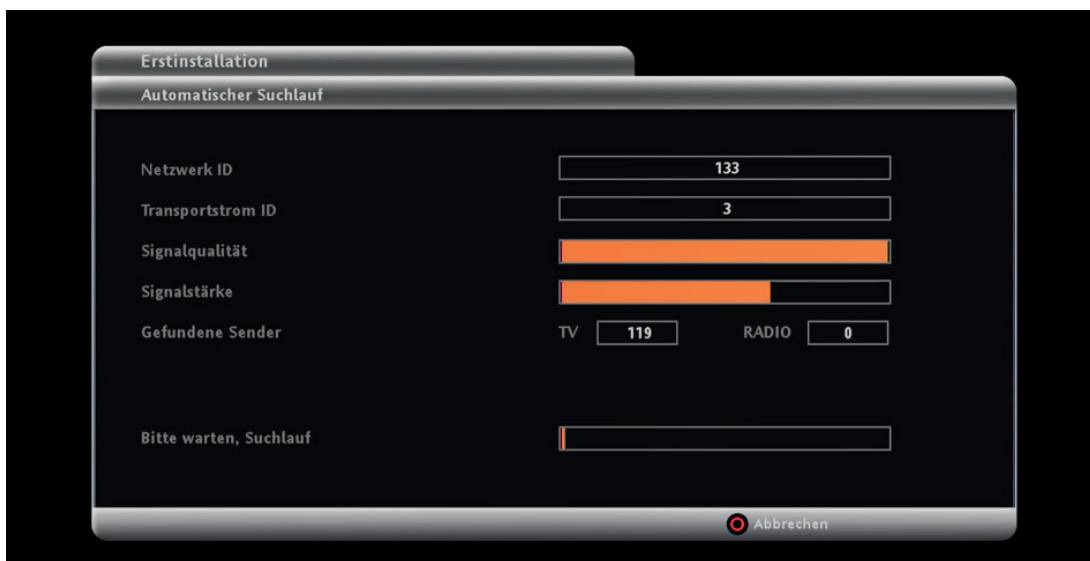 Erstinstallation
Automatischer Suchlauf
Netzwerk ID 133
Transportstrom ID 3
Signalqualität
Signalstärke
Gefundene Sender TV 119 RADIO 0
Bitte warten, Suchlauf
Abbrechen